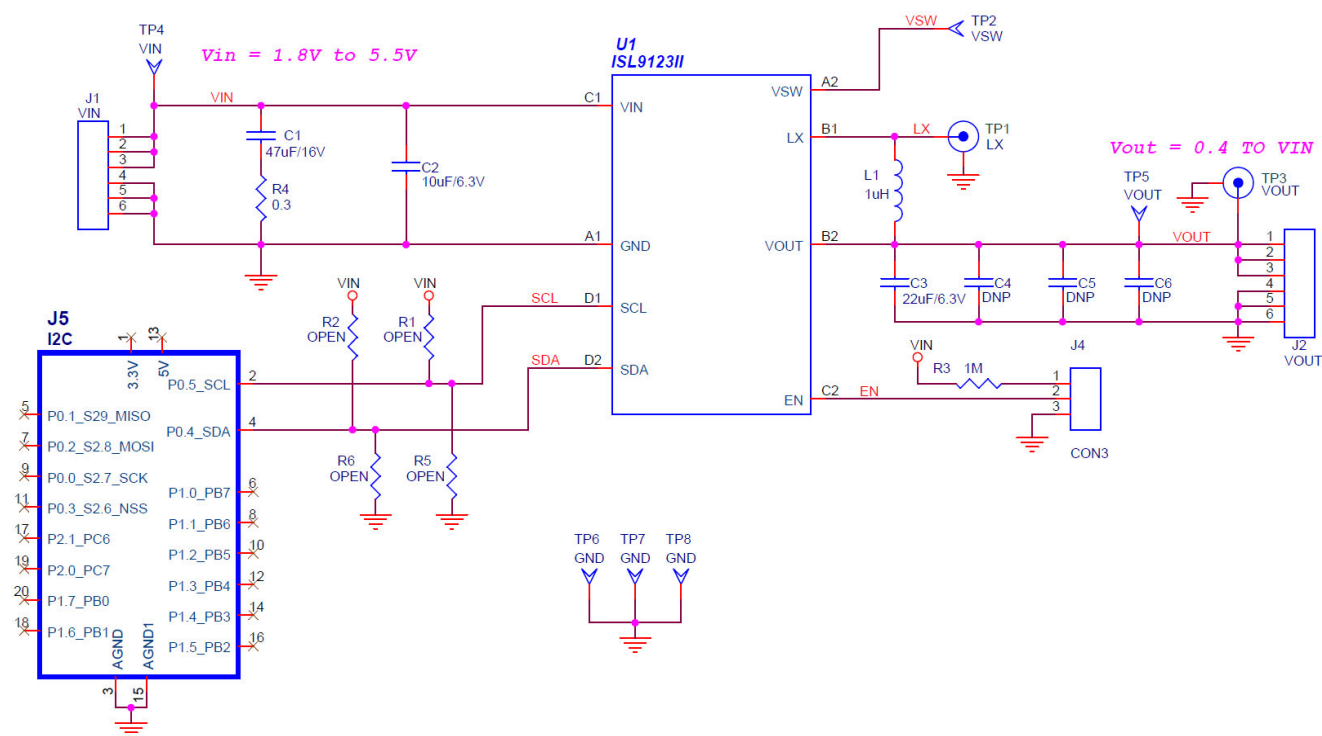 TP4
VIN
Vin = 1.8V to 5.5V
J1
VIN
1
2
3
4
5
6
VIN
C1
47uF/16V
R4
0.3
C2
10uF/6.3V
U1
ISL9123II
C1
VIN
A1
GND
D1
SCL
D2
SDA
A2
VSW
B1
LX
B2
VOUT
C2
EN
VSW
TP2
VSW
LX
TP1
LX
L1
1uH
Vout = 0.4 TO VIN
TP5
VOUT
TP3
VOUT
VOUT
C3
22uF/6.3V
C4
DNP
C5
DNP
C6
DNP
1
2
3
4
5
6
J2
VOUT
VIN
R3 1M
J4
1
2
3
CON3
EN
VIN
VIN
R2
OPEN
R1
OPEN
SCL
SDA
R6
OPEN
R5
OPEN
J5
I2C
1
3.3V
13
5V
2
P0.5_SCL
4
P0.4_SDA
5
P0.1_S29_MISO
7
P0.2_S2.8_MOSI
9
P0.0_S2.7_SCK
11
P0.3_S2.6_NSS
17
P2.1_PC6
19
P2.0_PC7
20
P1.7_PB0
18
P1.6_PB1
6
P1.0_PB7
8
P1.1_PB6
10
P1.2_PB5
12
P1.3_PB4
14
P1.4_PB3
16
P1.5_PB2
AGND
3
AGND1
15
TP6
GND
TP7
GND
TP8
GND